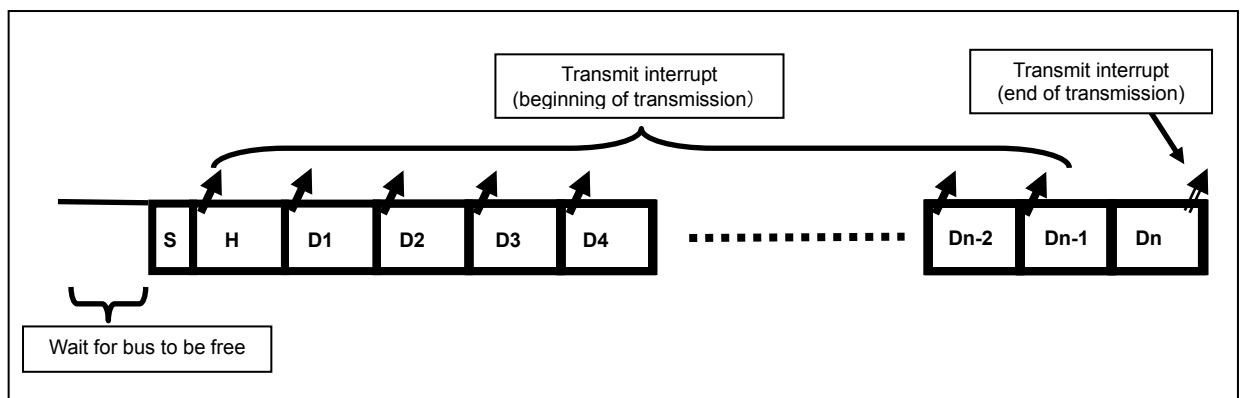 Transmit interrupt
(beginning of transmission）
Transmit interrupt
(end of transmission)
S H D1 D2 D3 D4 Dn-2 Dn-1 Dn
Wait for bus to be free